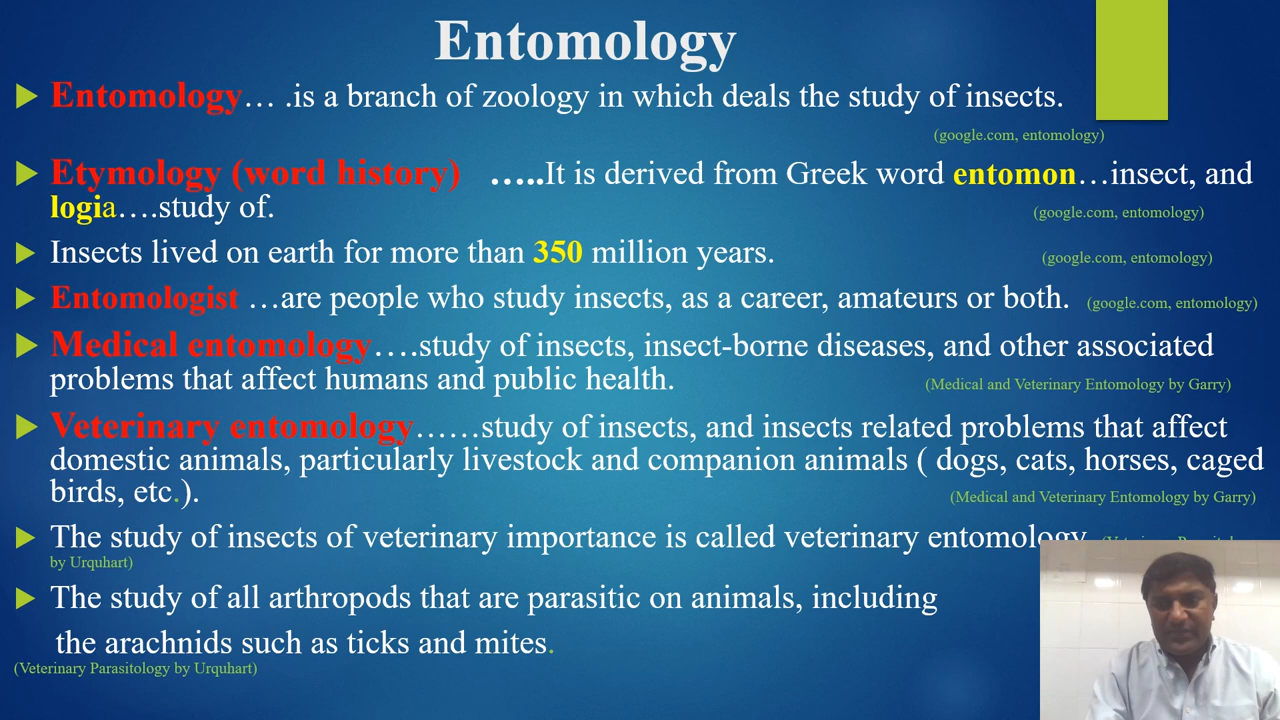 Entomology
Entomology… .is a branch of zoology in which deals the study of insects.
(google.com, entomology)
Etymology (word history) …..It is derived from Greek word entomon…insect, and
logia….study of. (google.com, entomology)
Insects lived on earth for more than 350 million years. (google.com, entomology)
Entomologist …are people who study insects, as a career, amateurs or both. (google.com, entomology)
Medical entomology….study of insects, insect-borne diseases, and other associated
problems that affect humans and public health. (Medical and Veterinary Entomology by Garry)
Veterinary entomology……study of insects, and insects related problems that affect
domestic animals, particularly livestock and companion animals ( dogs, cats, horses, caged
birds, etc.). (Medical and Veterinary Entomology by Garry)
The study of insects of veterinary importance is called veterinary entomology
by Urquhart)
The study of all arthropods that are parasitic on animals, including
the arachnids such as ticks and mites.
(Veterinary Parasitology by Urquhart)